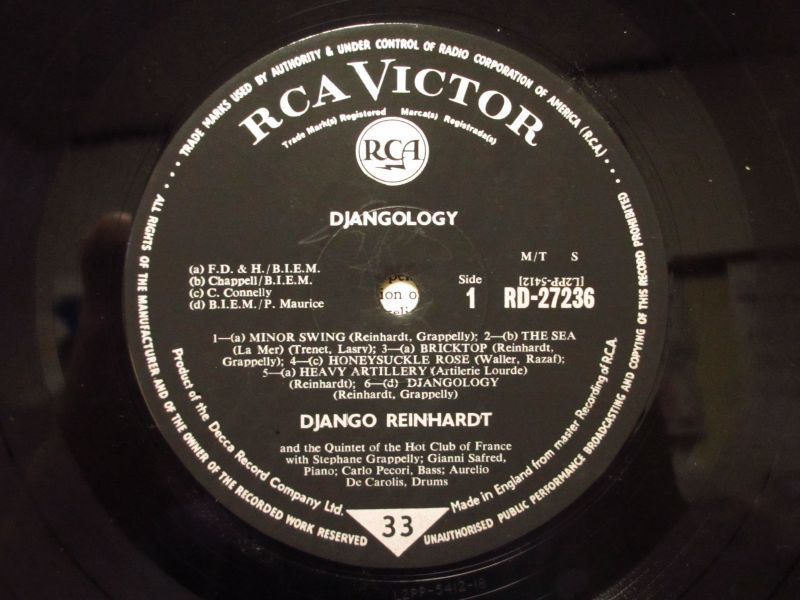 TRADE MARKS USED BY AUTHORITY & UNDER CONTROL OF RADIO CORPORATION OF AMERICA (R.C.A.)
RCA VICTOR
Trade Mark(s) Registered Marca(s) Registrada(s)
RCA
DJANGOLOGY
(a) F.D. & H./B.I.E.M.
(b) Chappell/B.I.E.M.
(c) C. Connelly
(d) B.I.E.M./P. Maurice
M/T S
[L2PP-5412]
Side
1
RD-27236
ion o
1—(a) MINOR SWING (Reinhardt, Grappelly); 2—(b) THE SEA
(La Mer) (Trenet, Lasry); 3—(a) BRICKTOP (Reinhardt,
Grappelly); 4—(c) HONEYSUCKLE ROSE (Waller, Razaf);
5—(a) HEAVY ARTILLERY (Artilerie Lourde)
(Reinhardt); 6—(d) DJANGOLOGY
(Reinhardt, Grappelly)
DJANGO REINHARDT
and the Quintet of the Hot Club of France
with Stephane Grappelly; Gianni Safred,
Piano; Carlo Pecori, Bass; Aurelio
De Carolis, Drums
Product of the Decca Record Company Ltd.
33
Made in England from master Recording of R.C.A.
ALL RIGHTS OF THE MANUFACTURER AND OF THE OWNER OF THE RECORDED WORK RESERVED
UNAUTHORISED PUBLIC PERFORMANCE BROADCASTING AND COPYING OF THIS RECORD PROHIBITED
L2PP-5412-1B